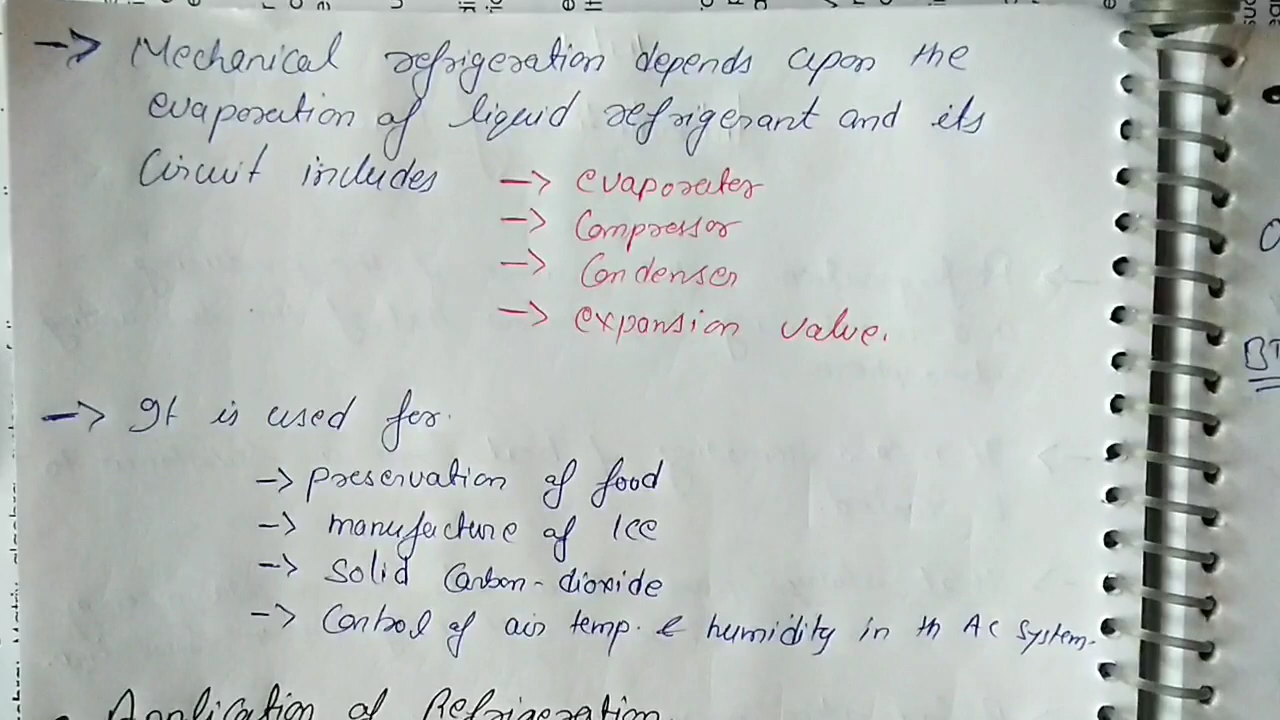 -> Mechanical refrigeration depends upon the
evaporation of liquid refrigerant and its
Circuit includes -> evaporater
-> Compressor
-> Condenser
-> expansion value.
-> It is used for.
-> preservation of food
-> manufacture of Ice
-> Solid Carbon-dioxide
-> Control of air temp. & humidity in th AC System.
Application of Refrigeration